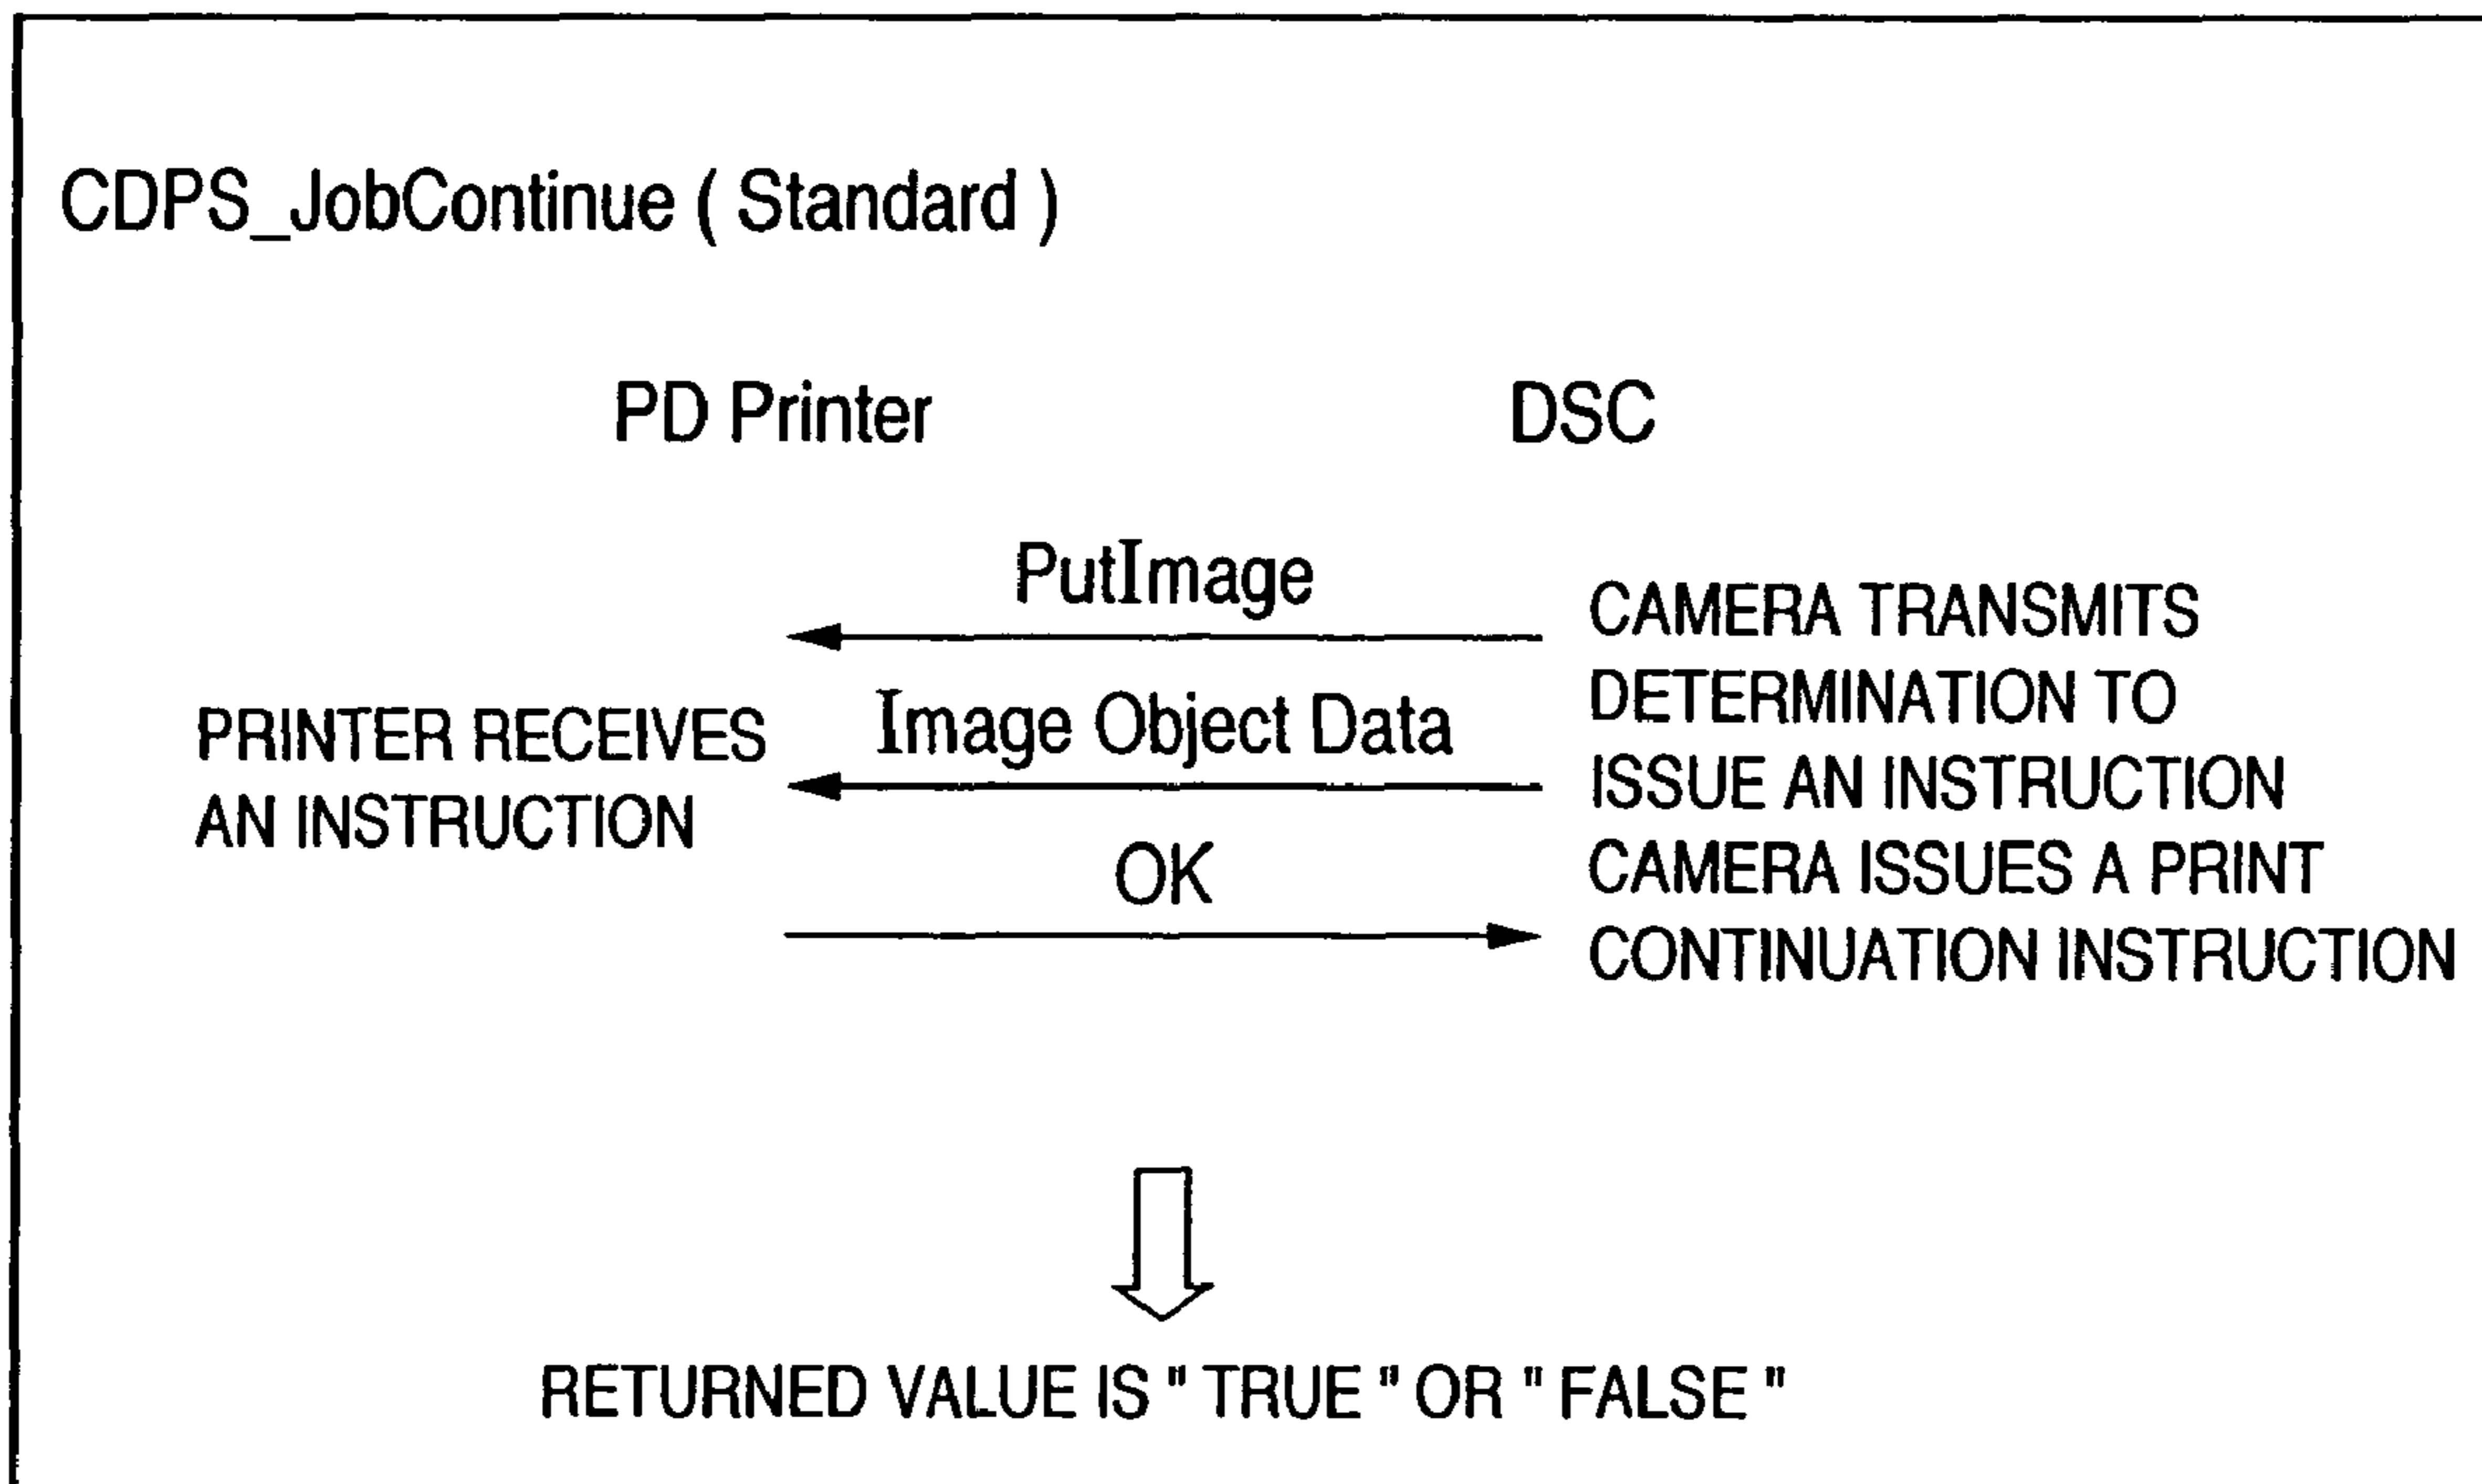 CDPS_JobContinue ( Standard )
PD Printer
DSC
PutImage
Image Object Data
OK
PRINTER RECEIVES
AN INSTRUCTION
CAMERA TRANSMITS
DETERMINATION TO
ISSUE AN INSTRUCTION
CAMERA ISSUES A PRINT
CONTINUATION INSTRUCTION
RETURNED VALUE IS " TRUE " OR " FALSE "